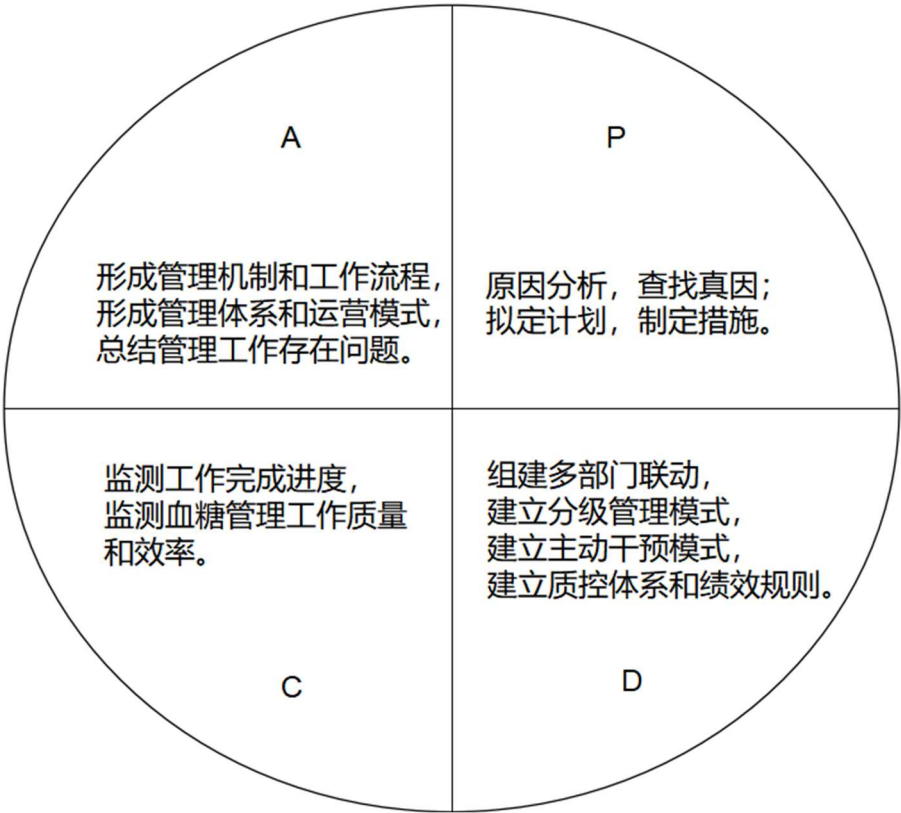 A
形成管理机制和工作流程，
形成管理体系和运营模式，
总结管理工作存在问题。
P
原因分析，查找真因；
拟定计划，制定措施。
监测工作完成进度，
监测血糖管理工作质量
和效率。
C
组建多部门联动，
建立分级管理模式，
建立主动干预模式，
建立质控体系和绩效规则。
D